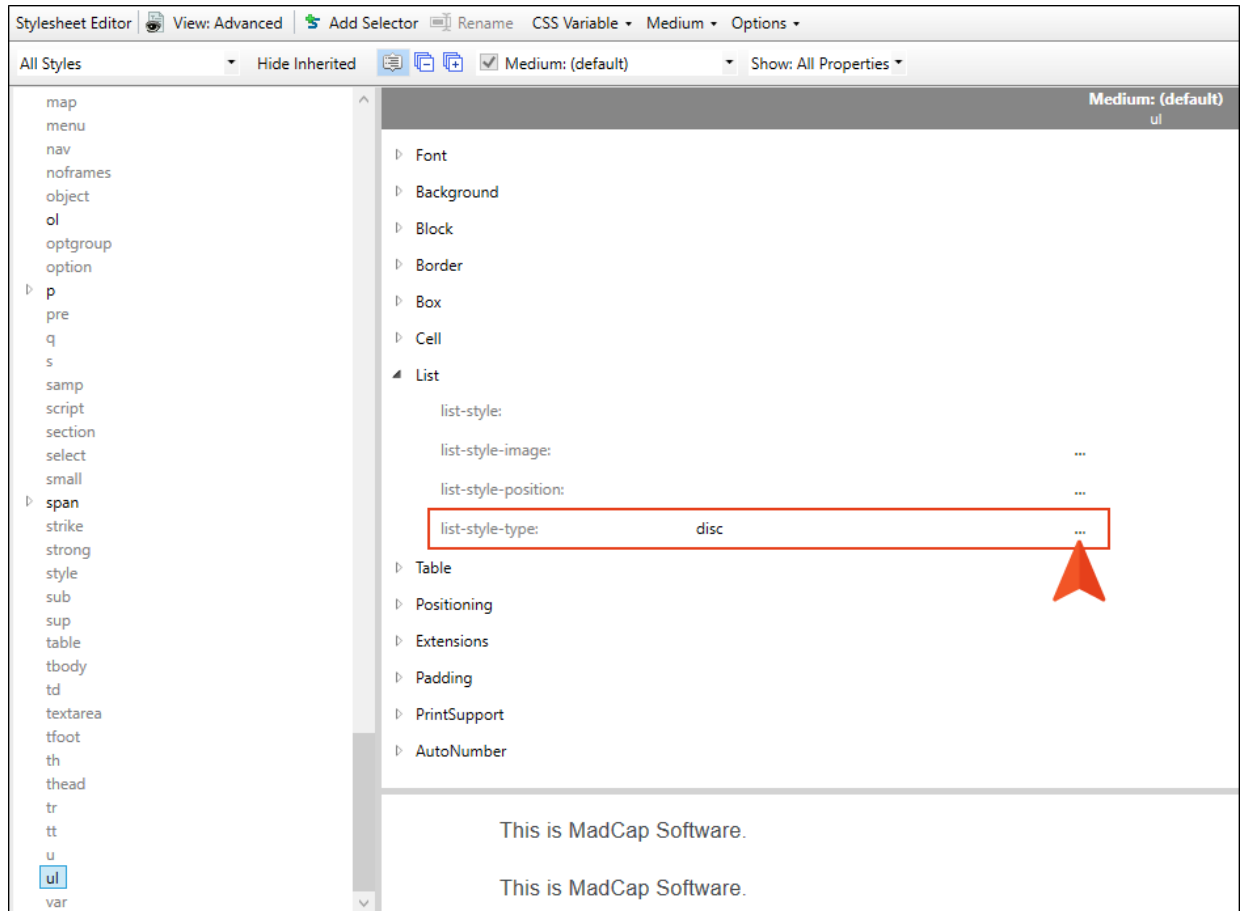 Stylesheet Editor View: Advanced Add Selector Rename CSS Variable Medium Options
All Styles Hide Inherited Medium: (default) Show: All Properties
map
menu
nav
noframes
object
ol
optgroup
option
p
pre
q
s
samp
script
section
select
small
span
strike
strong
style
sub
sup
table
tbody
td
textarea
tfoot
th
thead
tr
tt
u
ul
var
Medium: (default)
ul
Font
Background
Block
Border
Box
Cell
List
list-style:
list-style-image: ...
list-style-position: ...
list-style-type: disc ...
Table
Positioning
Extensions
Padding
PrintSupport
AutoNumber
This is MadCap Software.
This is MadCap Software.